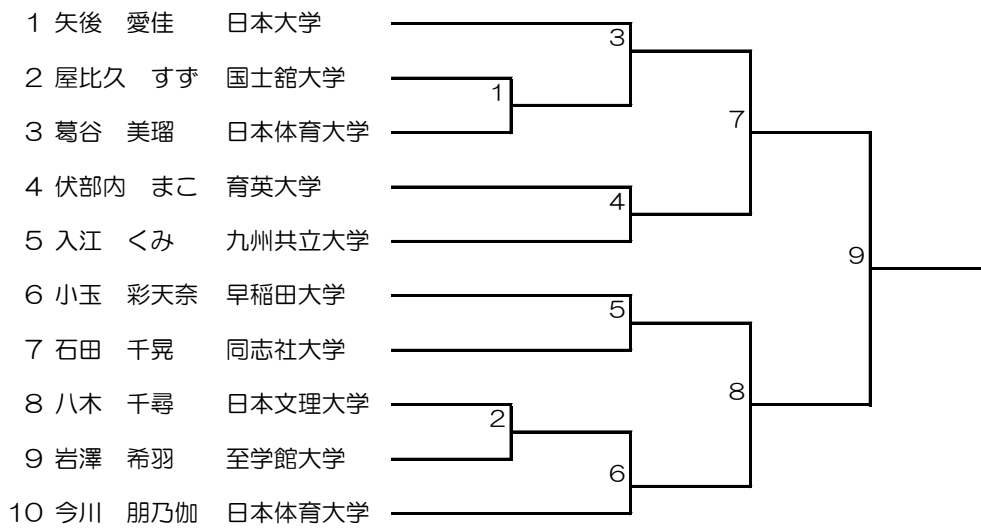 1 矢後 愛佳 日本大学
3
2 屋比久 すず 国士舘大学
1
3 葛谷 美瑠 日本体育大学
7
4 伏部内 まこ 育英大学
4
5 入江 くみ 九州共立大学
9
6 小玉 彩天奈 早稲田大学
5
7 石田 千晃 同志社大学
8
8 八木 千尋 日本文理大学
2
9 岩澤 希羽 至学館大学
6
10 今川 朋乃伽 日本体育大学